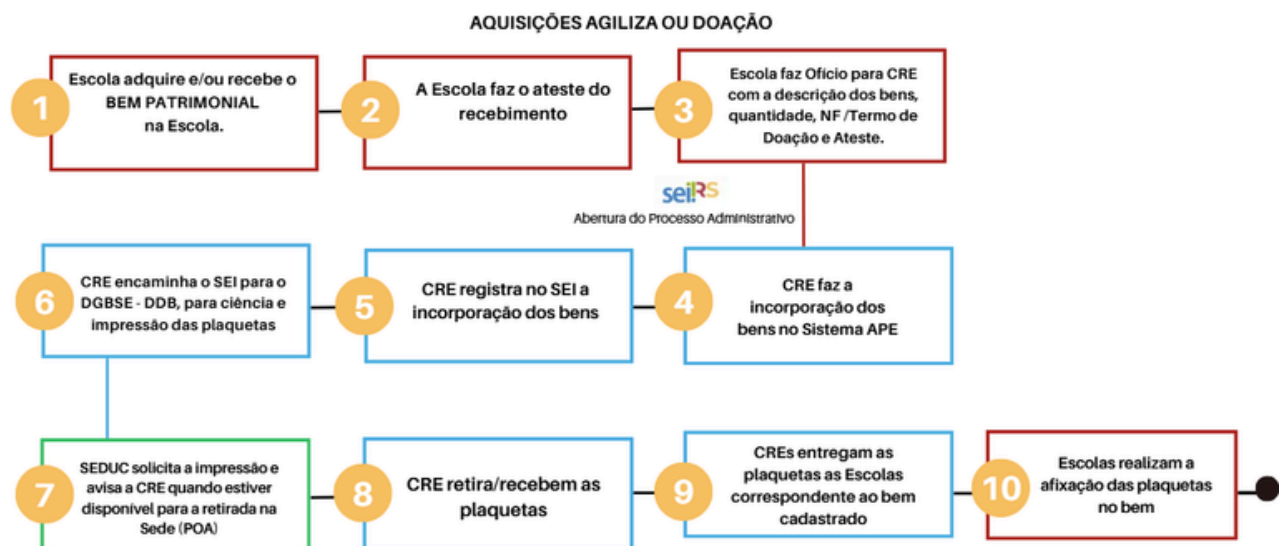 AQUISIÇÕES AGILIZA OU DOAÇÃO
1
Escola adquire e/ou recebe o
BEM PATRIMONIAL
na Escola.
2
A Escola faz o ateste do
recebimento
3
Escola faz Ofício para CRE
com a descrição dos bens,
quantidade, NF /Termo de
Doação e Ateste.
sei!RS
Abertura do Processo Administrativo
4
CRE faz a
incorporação dos
bens no Sistema APE
5
CRE registra no SEI a
incorporação dos bens
6
CRE encaminha o SEI para o
DGBSE - DDB, para ciência e
impressão das plaquetas
7
SEDUC solicita a impressão e
avisa a CRE quando estiver
disponível para a retirada na
Sede (POA)
8
CRE retira/recebem as
plaquetas
9
CREs entregam as
plaquetas as Escolas
correspondente ao bem
cadastrado
10
Escolas realizam a
afixação das plaquetas
no bem